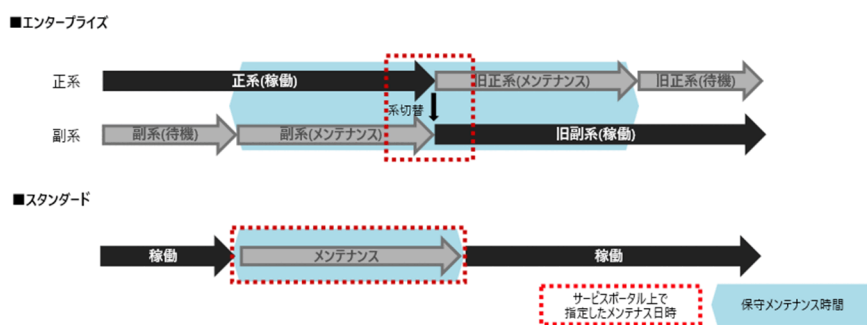 ■エンタープライズ
正系
正系(稼働)
旧正系(メンテナンス)
旧正系(待機)
系切替
副系
副系(待機)
副系(メンテナンス)
旧副系(稼働)
■スタンダード
稼働
メンテナンス
稼働
サービスポータル上で
指定したメンテナス日時
保守メンテナンス時間